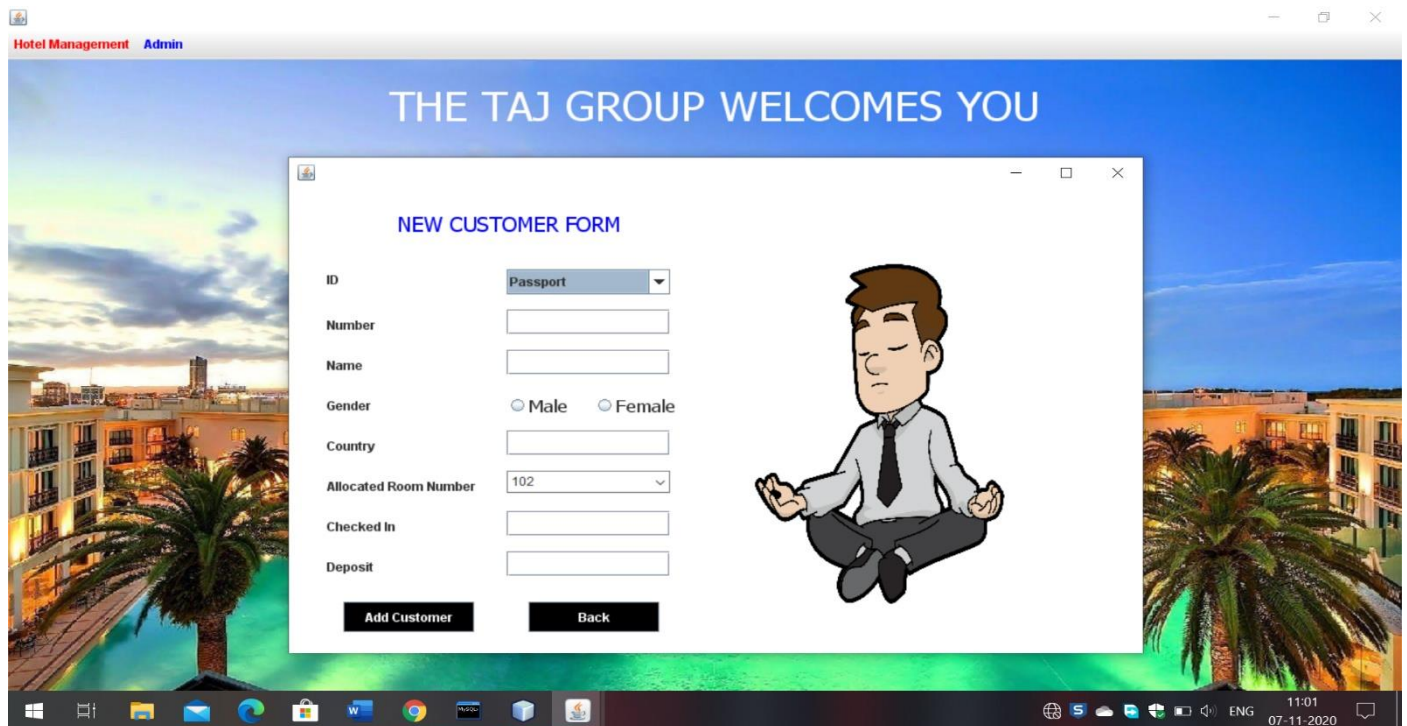 Hotel Management Admin
THE TAJ GROUP WELCOMES YOU
NEW CUSTOMER FORM
ID Passport
Number
Name
Gender Male Female
Country
Allocated Room Number 102
Checked In
Deposit
Add Customer Back
W MySQL S ENG 11:01
07-11-2020